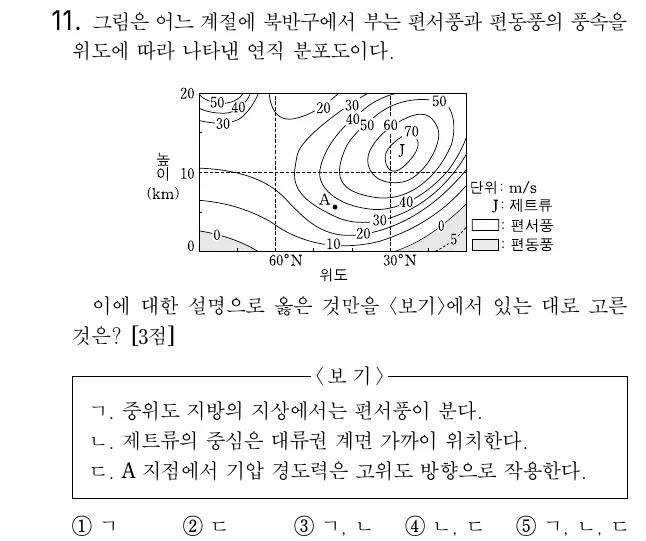 11. 그림은 어느 계절에 북반구에서 부는 편서풍과 편동풍의 풍속을
위도에 따라 나타낸 연직 분포도이다.
20
10
0
높이
(km)
50
40
30
20
30
40
50
60
70
50
J
A
40
30
20
10
0
0
5
60°N
30°N
위도
단위: m/s
J: 제트류
: 편서풍
: 편동풍
이에 대한 설명으로 옳은 것만을 〈보기〉에서 있는 대로 고른
것은? [3점]
〈보 기〉
ㄱ. 중위도 지방의 지상에서는 편서풍이 분다.
ㄴ. 제트류의 중심은 대류권 계면 가까이 위치한다.
ㄷ. A 지점에서 기압 경도력은 고위도 방향으로 작용한다.
① ㄱ ② ㄷ ③ ㄱ, ㄴ ④ ㄴ, ㄷ ⑤ ㄱ, ㄴ, ㄷ